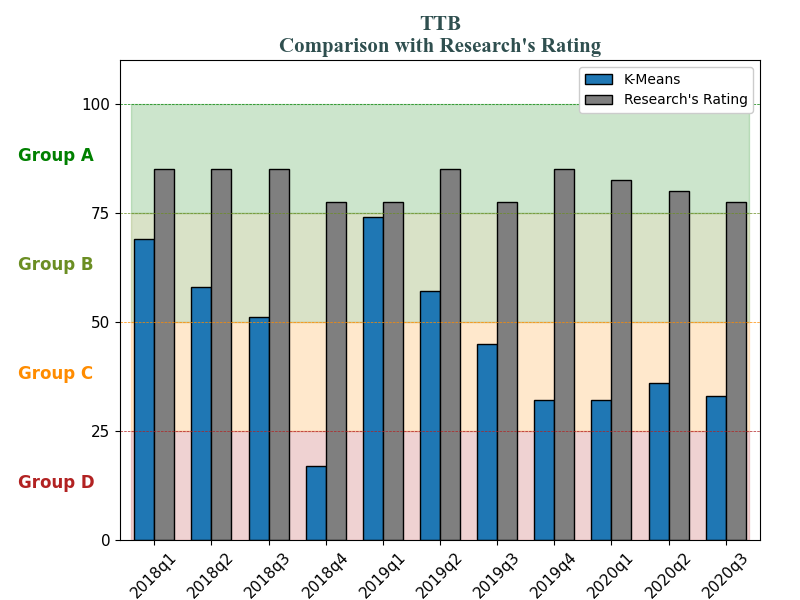 TTB
Comparison with Research's Rating
K-Means
Research's Rating
100
Group A
75
Group B
50
Group C
25
Group D
0
2018q1 2018q2 2018q3 2018q4 2019q1 2019q2 2019q3 2019q4 2020q1 2020q2 2020q3